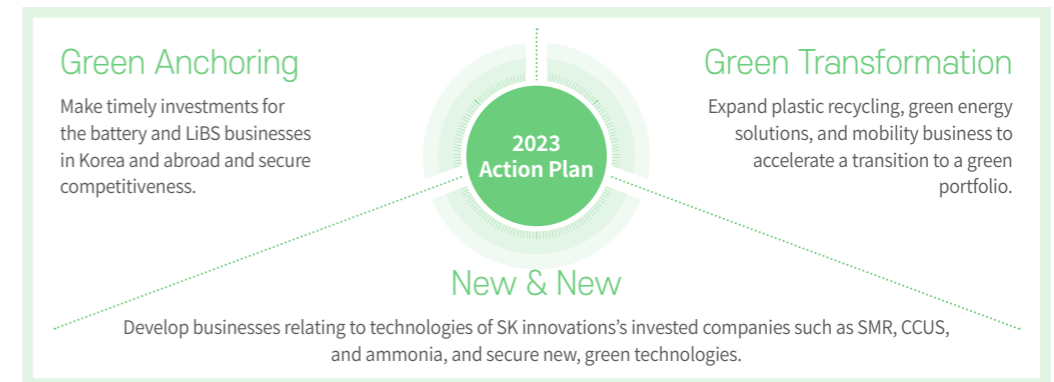 Green Anchoring
Make timely investments for
the battery and LiBS businesses
in Korea and abroad and secure
competitiveness.
2023
Action Plan
Green Transformation
Expand plastic recycling, green energy
solutions, and mobility business to
accelerate a transition to a green
portfolio.
New & New
Develop businesses relating to technologies of SK innovations’s invested companies such as SMR, CCUS,
and ammonia, and secure new, green technologies.